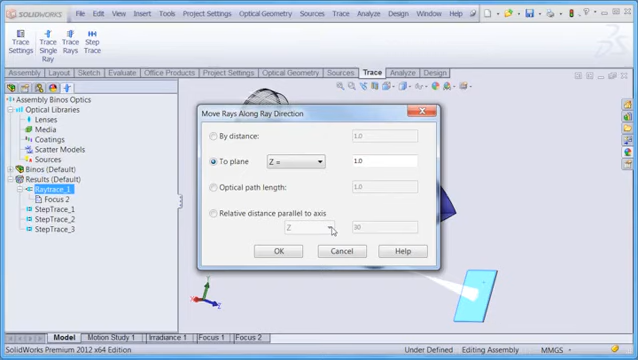 SOLIDWORKS File Edit View Insert Tools Optical Geometry Sources Trace Analyze Design Window Help
Trace Settings
Trace Single Ray
Trace Rays
Step Trace
Assembly Layout Sketch Evaluate Office Products Project Settings Optical Geometry Sources Trace Analyze Design
Assembly Binos Optics
Optical Libraries
Lenses
Media
Coatings
Scatter Models
Sources
Binos (Default)
Results (Default)
Raytrace_1
Focus 2
StepTrace_1
StepTrace_2
StepTrace_3
Move Rays Along Ray Direction
By distance: 1.0
To plane Z = 1.0
Optical path length: 1.0
Relative distance parallel to axis
Z 30
OK Cancel Help
Y
Z
Model Motion Study 1 Irradiance 1 Focus 1 Focus 2
SolidWorks Premium 2012 x64 Edition Under Defined Editing Assembly MMGS